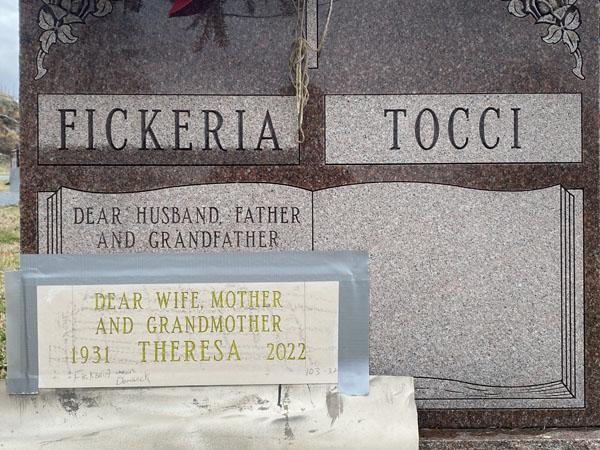 FICKERIA
TOCCI
DEAR HUSBAND, FATHER
AND GRANDFATHER
DEAR WIFE, MOTHER
AND GRANDMOTHER
1931 THERESA 2022